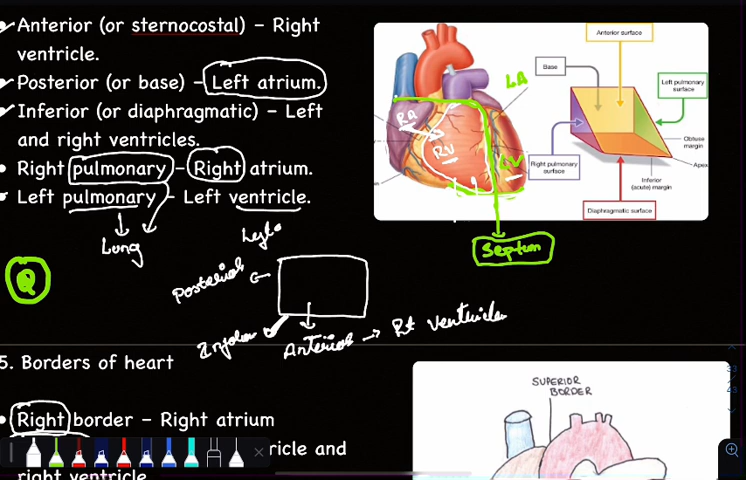 Anterior (or sternocostal) – Right
ventricle.
Posterior (or base) – Left atrium.
Inferior (or diaphragmatic) – Left
and right ventricles.
Right pulmonary – Right atrium.
Left pulmonary – Left ventricle.
Lung
Q
Posterior
Anterior → Rt ventricle
LA
RA
RV
LV
Septum
Anterior surface
Base
Left pulmonary
surface
Right pulmonary
surface
Obtuse
margin
Apex
Inferior
(acute) margin
Diaphragmatic surface
5. Borders of heart
Right border – Right atrium
ricle and
right ventricle
SUPERIOR
BORDER